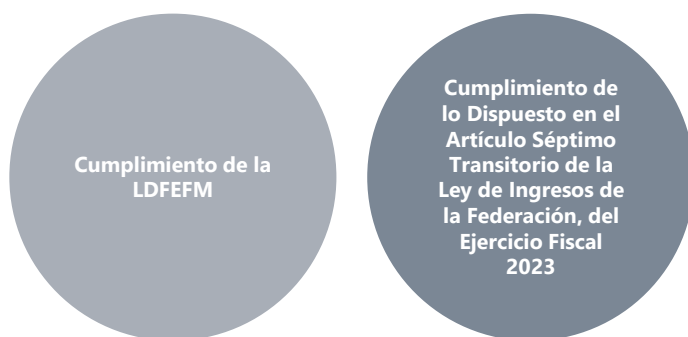 Cumplimiento de la
LDFEFM
Cumplimiento de
lo Dispuesto en el
Artículo Séptimo
Transitorio de la
Ley de Ingresos de
la Federación, del
Ejercicio Fiscal
2023